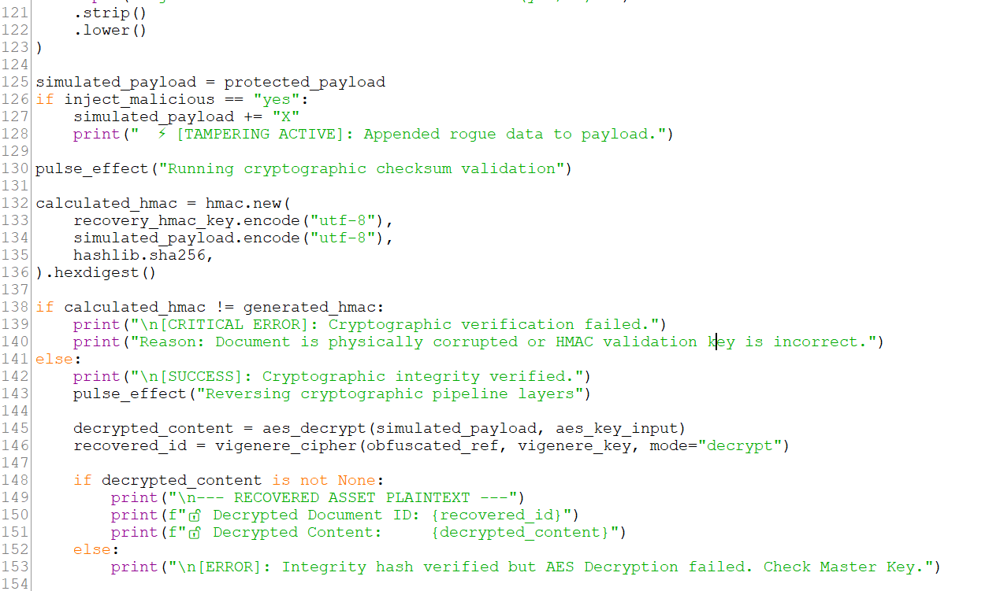 121     .strip()
122     .lower()
123 )
124
125 simulated_payload = protected_payload
126 if inject_malicious == "yes":
127     simulated_payload += "X"
128     print("  ⚡ [TAMPERING ACTIVE]: Appended rogue data to payload.")
129
130 pulse_effect("Running cryptographic checksum validation")
131
132 calculated_hmac = hmac.new(
133     recovery_hmac_key.encode("utf-8"),
134     simulated_payload.encode("utf-8"),
135     hashlib.sha256,
136 ).hexdigest()
137
138 if calculated_hmac != generated_hmac:
139     print("\n[CRITICAL ERROR]: Cryptographic verification failed.")
140     print("Reason: Document is physically corrupted or HMAC validation key is incorrect.")
141 else:
142     print("\n[SUCCESS]: Cryptographic integrity verified.")
143     pulse_effect("Reversing cryptographic pipeline layers")
144
145     decrypted_content = aes_decrypt(simulated_payload, aes_key_input)
146     recovered_id = vigenere_cipher(obfuscated_ref, vigenere_key, mode="decrypt")
147
148     if decrypted_content is not None:
149         print("\n--- RECOVERED ASSET PLAINTEXT ---")
150         print(f"🔓 Decrypted Document ID: {recovered_id}")
151         print(f"🔓 Decrypted Content:     {decrypted_content}")
152     else:
153         print("\n[ERROR]: Integrity hash verified but AES Decryption failed. Check Master Key.")
154